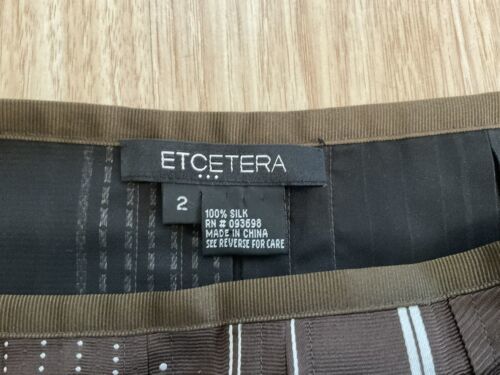 ETCETERA
2
100% SILK
RN # 093698
MADE IN CHINA
SEE REVERSE FOR CARE